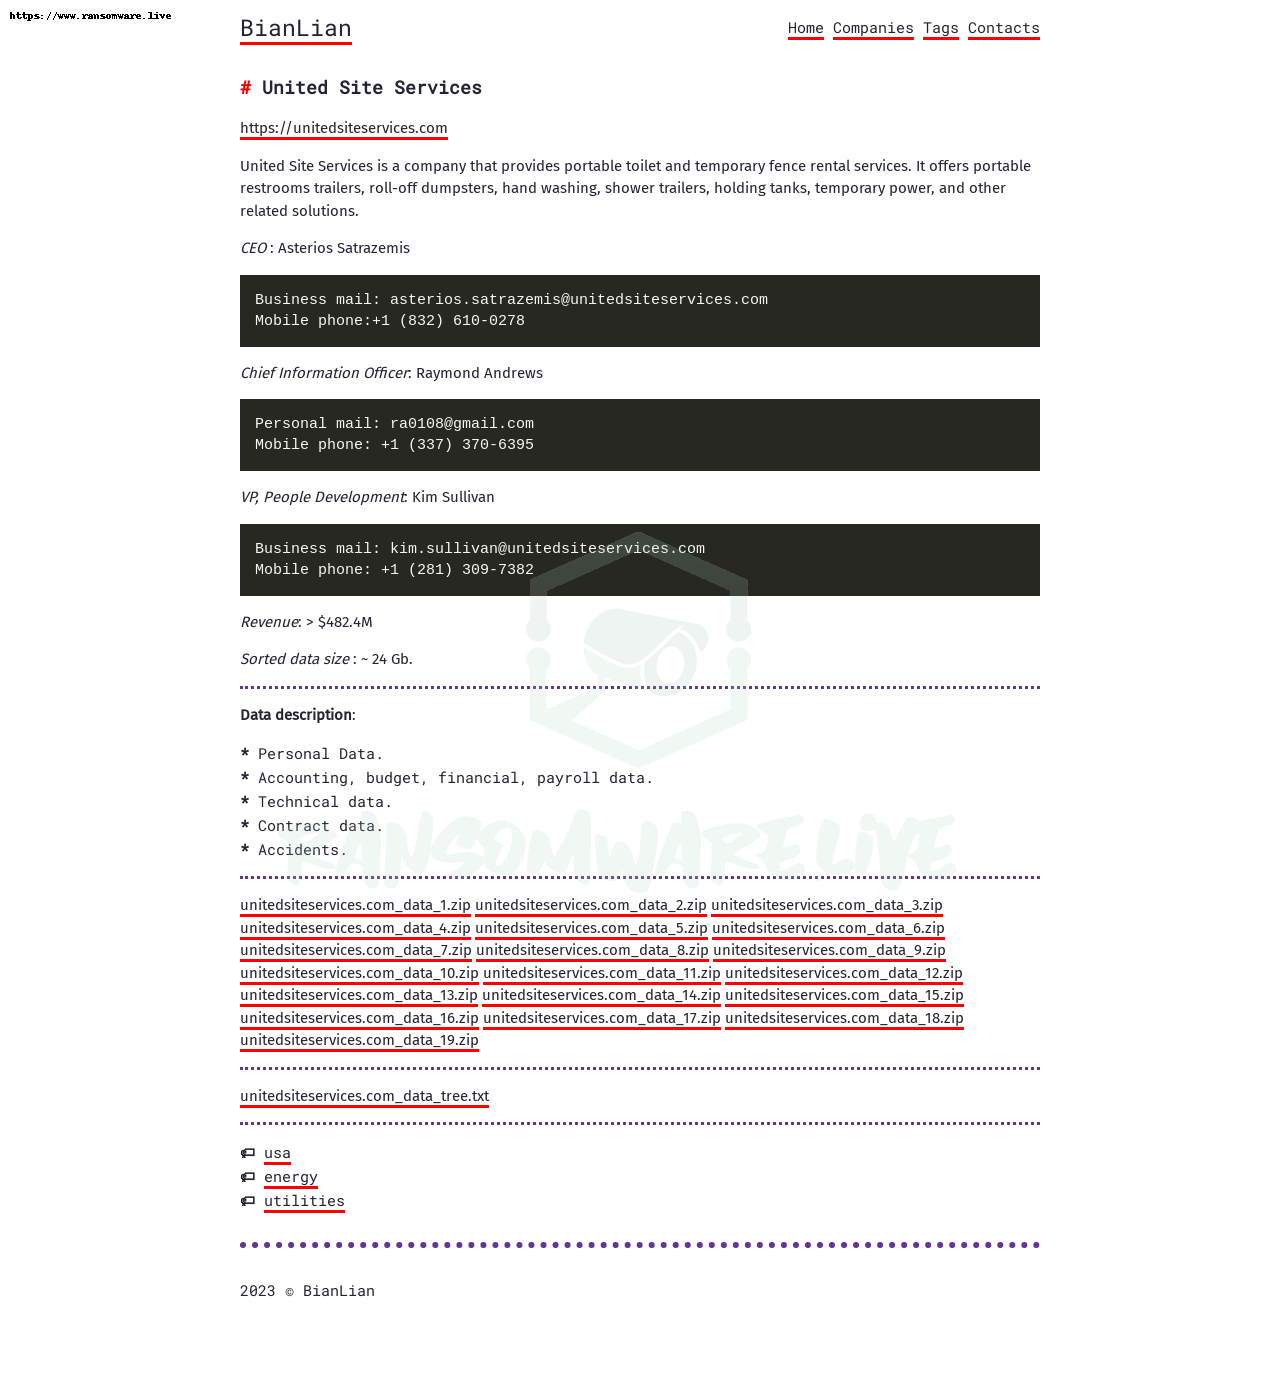 https://www.ransomware.live
BianLian
Home Companies Tags Contacts
# United Site Services
https://unitedsiteservices.com
United Site Services is a company that provides portable toilet and temporary fence rental services. It offers portable
restrooms trailers, roll-off dumpsters, hand washing, shower trailers, holding tanks, temporary power, and other
related solutions.
CEO : Asterios Satrazemis
Business mail: asterios.satrazemis@unitedsiteservices.com
Mobile phone:+1 (832) 610-0278
Chief Information Officer: Raymond Andrews
Personal mail: ra0108@gmail.com
Mobile phone: +1 (337) 370-6395
VP, People Development: Kim Sullivan
Business mail: kim.sullivan@unitedsiteservices.com
Mobile phone: +1 (281) 309-7382
Revenue: > $482.4M
Sorted data size : ~ 24 Gb.
Data description:
* Personal Data.
* Accounting, budget, financial, payroll data.
* Technical data.
* Contract data.
* Accidents.
RANSOMWARE.LIVE
unitedsiteservices.com_data_1.zip unitedsiteservices.com_data_2.zip unitedsiteservices.com_data_3.zip
unitedsiteservices.com_data_4.zip unitedsiteservices.com_data_5.zip unitedsiteservices.com_data_6.zip
unitedsiteservices.com_data_7.zip unitedsiteservices.com_data_8.zip unitedsiteservices.com_data_9.zip
unitedsiteservices.com_data_10.zip unitedsiteservices.com_data_11.zip unitedsiteservices.com_data_12.zip
unitedsiteservices.com_data_13.zip unitedsiteservices.com_data_14.zip unitedsiteservices.com_data_15.zip
unitedsiteservices.com_data_16.zip unitedsiteservices.com_data_17.zip unitedsiteservices.com_data_18.zip
unitedsiteservices.com_data_19.zip
unitedsiteservices.com_data_tree.txt
usa
energy
utilities
2023 © BianLian